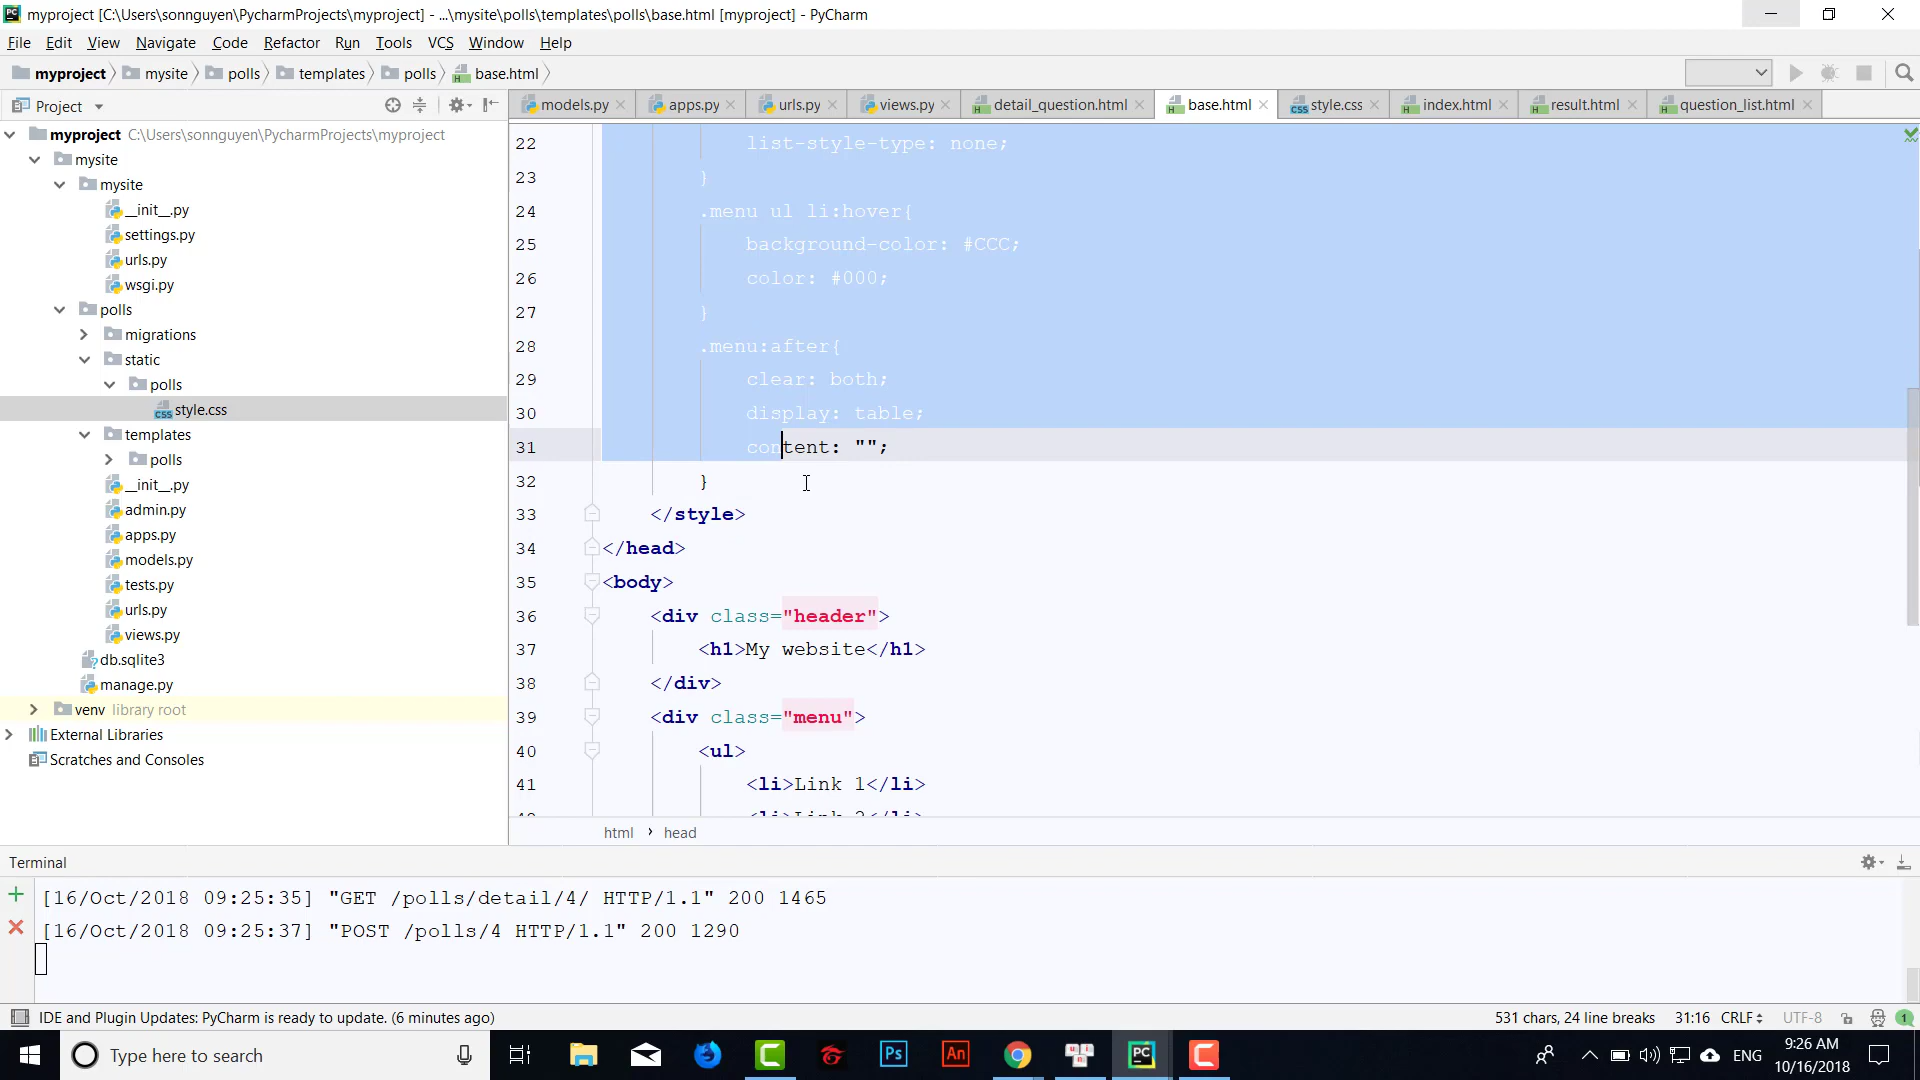 myproject [C:\Users\sonnguyen\PycharmProjects\myproject] - ...\mysite\polls\templates\polls\base.html [myproject] - PyCharm
File Edit View Navigate Code Refactor Run Tools VCS Window Help
myproject mysite polls templates polls base.html
Project
models.py apps.py urls.py views.py detail_question.html base.html style.css index.html result.html question_list.html
myproject C:\Users\sonnguyen\PycharmProjects\myproject
mysite
mysite
__init__.py
settings.py
urls.py
wsgi.py
polls
migrations
static
polls
style.css
templates
polls
__init__.py
admin.py
apps.py
models.py
tests.py
urls.py
views.py
db.sqlite3
manage.py
venv library root
External Libraries
Scratches and Consoles
22 list-style-type: none;
23 }
24 .menu ul li:hover{
25 background-color: #CCC;
26 color: #000;
27 }
28 .menu:after{
29 clear: both;
30 display: table;
31 content: "";
32 }
33 </style>
34 </head>
35 <body>
36 <div class="header">
37 <h1>My website</h1>
38 </div>
39 <div class="menu">
40 <ul>
41 <li>Link 1</li>
html › head
Terminal
[16/Oct/2018 09:25:35] "GET /polls/detail/4/ HTTP/1.1" 200 1465
[16/Oct/2018 09:25:37] "POST /polls/4 HTTP/1.1" 200 1290
IDE and Plugin Updates: PyCharm is ready to update. (6 minutes ago)
531 chars, 24 line breaks 31:16 CRLF UTF-8 1
Type here to search
ENG
9:26 AM
10/16/2018